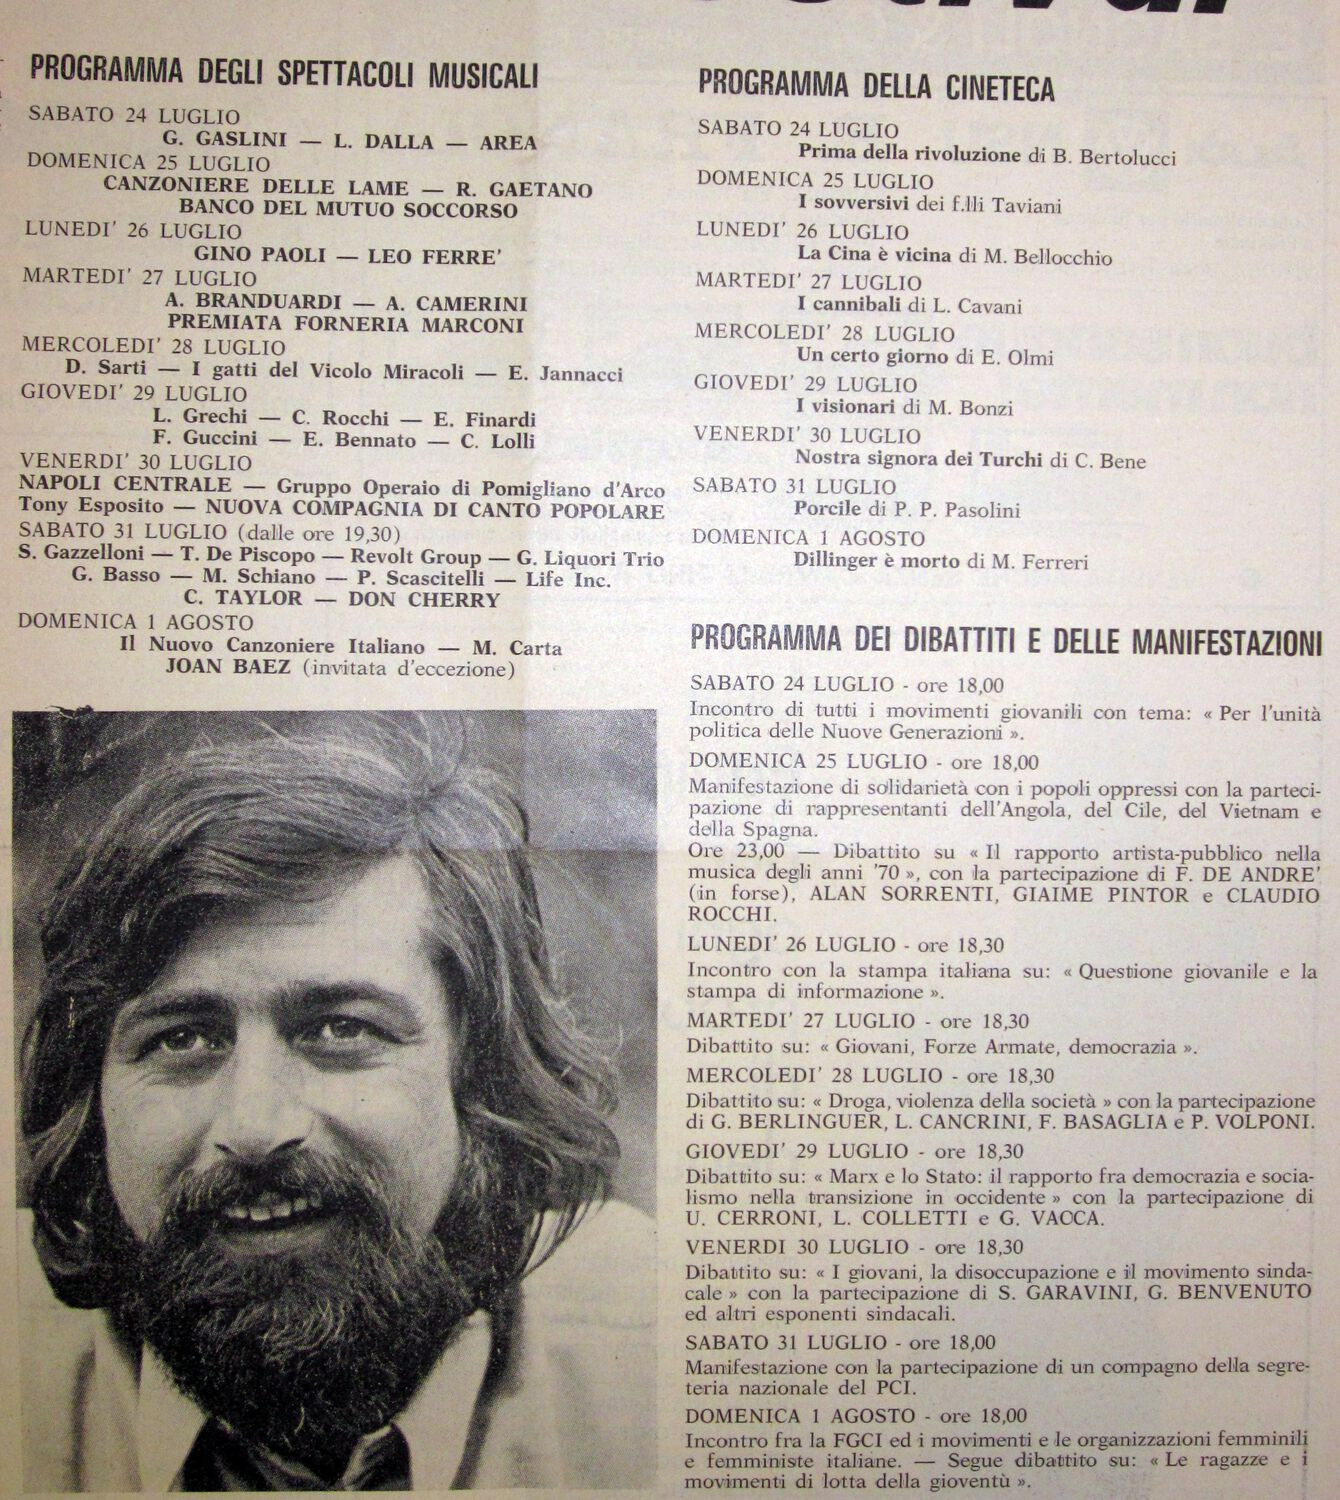 PROGRAMMA DEGLI SPETTACOLI MUSICALI
SABATO 24 LUGLIO
G. GASLINI — L. DALLA — AREA
DOMENICA 25 LUGLIO
CANZONIERE DELLE LAME — R. GAETANO
BANCO DEL MUTUO SOCCORSO
LUNEDI' 26 LUGLIO
GINO PAOLI — LEO FERRE'
MARTEDI' 27 LUGLIO
A. BRANDUARDI — A. CAMERINI
PREMIATA FORNERIA MARCONI
MERCOLEDI' 28 LUGLIO
D. Sarti — I gatti del Vicolo Miracoli — E. Jannacci
GIOVEDI' 29 LUGLIO
L. Grechi — C. Rocchi — E. Finardi
F. Guccini — E. Bennato — C. Lolli
VENERDI' 30 LUGLIO
NAPOLI CENTRALE — Gruppo Operaio di Pomigliano d'Arco
Tony Esposito — NUOVA COMPAGNIA DI CANTO POPOLARE
SABATO 31 LUGLIO (dalle ore 19,30)
S. Gazzelloni — T. De Piscopo — Revolt Group — G. Liquori Trio
G. Basso — M. Schiano — P. Scascitelli — Life Inc.
C. TAYLOR — DON CHERRY
DOMENICA 1 AGOSTO
Il Nuovo Canzoniere Italiano — M. Carta
JOAN BAEZ (invitata d'eccezione)
PROGRAMMA DELLA CINETECA
SABATO 24 LUGLIO
Prima della rivoluzione di B. Bertolucci
DOMENICA 25 LUGLIO
I sovversivi dei f.lli Taviani
LUNEDI' 26 LUGLIO
La Cina è vicina di M. Bellocchio
MARTEDI' 27 LUGLIO
I cannibali di L. Cavani
MERCOLEDI' 28 LUGLIO
Un certo giorno di E. Olmi
GIOVEDI' 29 LUGLIO
I visionari di M. Bonzi
VENERDI' 30 LUGLIO
Nostra signora dei Turchi di C. Bene
SABATO 31 LUGLIO
Porcile di P. P. Pasolini
DOMENICA 1 AGOSTO
Dillinger è morto di M. Ferreri
PROGRAMMA DEI DIBATTITI E DELLE MANIFESTAZIONI
SABATO 24 LUGLIO - ore 18,00
Incontro di tutti i movimenti giovanili con tema: « Per l'unità
politica delle Nuove Generazioni ».
DOMENICA 25 LUGLIO - ore 18,00
Manifestazione di solidarietà con i popoli oppressi con la parteci-
pazione di rappresentanti dell'Angola, del Cile, del Vietnam e
della Spagna.
Ore 23,00 — Dibattito su « Il rapporto artista-pubblico nella
musica degli anni '70 », con la partecipazione di F. DE ANDRE'
(in forse), ALAN SORRENTI, GIAIME PINTOR e CLAUDIO
ROCCHI.
LUNEDI' 26 LUGLIO - ore 18,30
Incontro con la stampa italiana su: « Questione giovanile e la
stampa di informazione ».
MARTEDI' 27 LUGLIO - ore 18,30
Dibattito su: « Giovani, Forze Armate, democrazia ».
MERCOLEDI' 28 LUGLIO - ore 18,30
Dibattito su: « Droga, violenza della società » con la partecipazione
di G. BERLINGUER, L. CANCRINI, F. BASAGLIA e P. VOLPONI.
GIOVEDI' 29 LUGLIO - ore 18,30
Dibattito su: « Marx e lo Stato: il rapporto fra democrazia e socia-
lismo nella transizione in occidente » con la partecipazione di
U. CERRONI, L. COLLETTI e G. VACCA.
VENERDI 30 LUGLIO - ore 18,30
Dibattito su: « I giovani, la disoccupazione e il movimento sinda-
cale » con la partecipazione di S. GARAVINI, G. BENVENUTO
ed altri esponenti sindacali.
SABATO 31 LUGLIO - ore 18,00
Manifestazione con la partecipazione di un compagno della segre-
teria nazionale del PCI.
DOMENICA 1 AGOSTO - ore 18,00
Incontro fra la FGCI ed i movimenti e le organizzazioni femminili
e femministe italiane. — Segue dibattito su: « Le ragazze e i
movimenti di lotta della gioventù ».